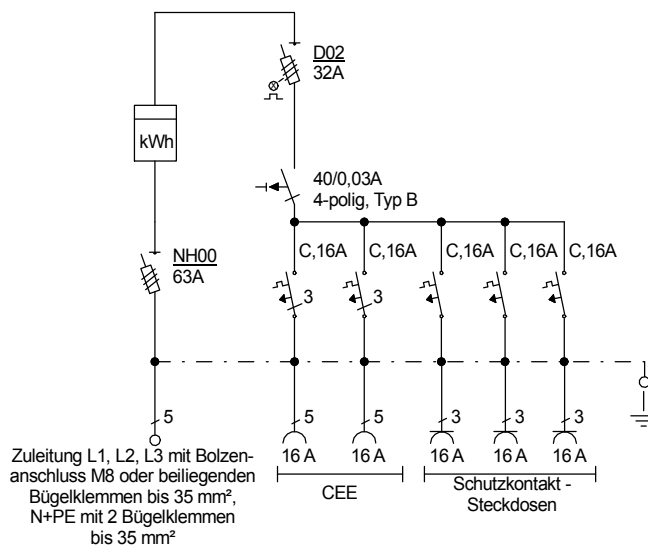 D02
32A
kWh
40/0,03A
4-polig, Typ B
NH00
63A
C,16A C,16A C,16A C,16A C,16A
3 3
5 5 5 3 3 3
16 A 16 A 16 A 16 A 16 A
Zuleitung L1, L2, L3 mit Bolzen-
anschluss M8 oder beiliegenden
Bügelklemmen bis 35 mm²,
N+PE mit 2 Bügelklemmen
bis 35 mm²
CEE
Schutzkontakt -
Steckdosen